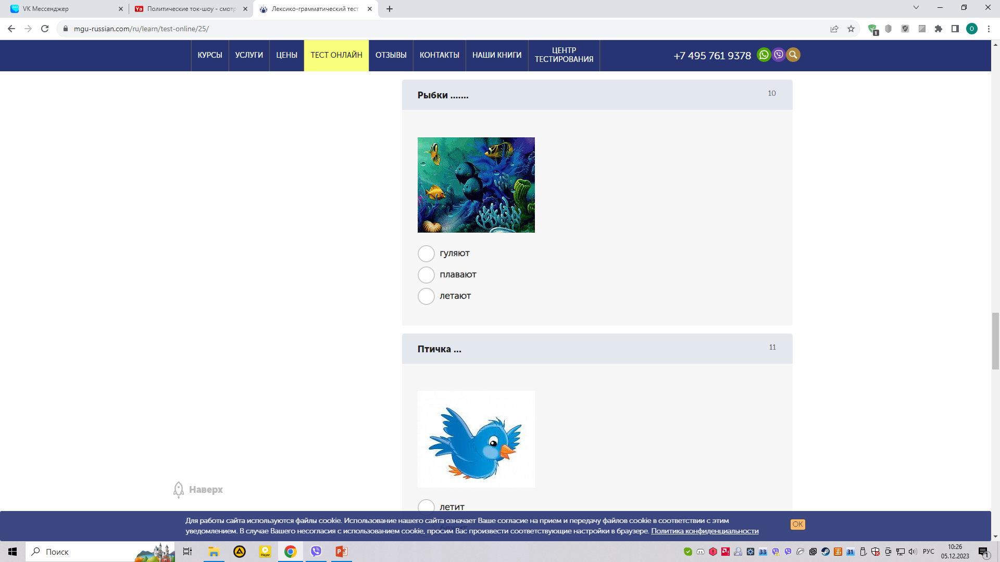 VK Мессенджер
Политические ток-шоу - смотр
Лексико-грамматический тест
mgu-russian.com/ru/learn/test-online/25/
1
O
КУРСЫ
УСЛУГИ
ЦЕНЫ
ТЕСТ ОНЛАЙН
ОТЗЫВЫ
КОНТАКТЫ
НАШИ КНИГИ
ЦЕНТР
ТЕСТИРОВАНИЯ
+7 495 761 9378
Рыбки .......
10
гуляют
плавают
летают
Птичка ...
11
летит
Наверх
Для работы сайта используются файлы cookie. Использование нашего сайта означает Ваше согласие на прием и передачу файлов cookie в соответствии с этим
уведомлением. В случае Вашего несогласия с использованием cookie, просим Вас произвести соответствующие настройки в браузере. Политика конфиденциальности
OK
Поиск
Player
33
31
РУС
10:26
05.12.2023
1